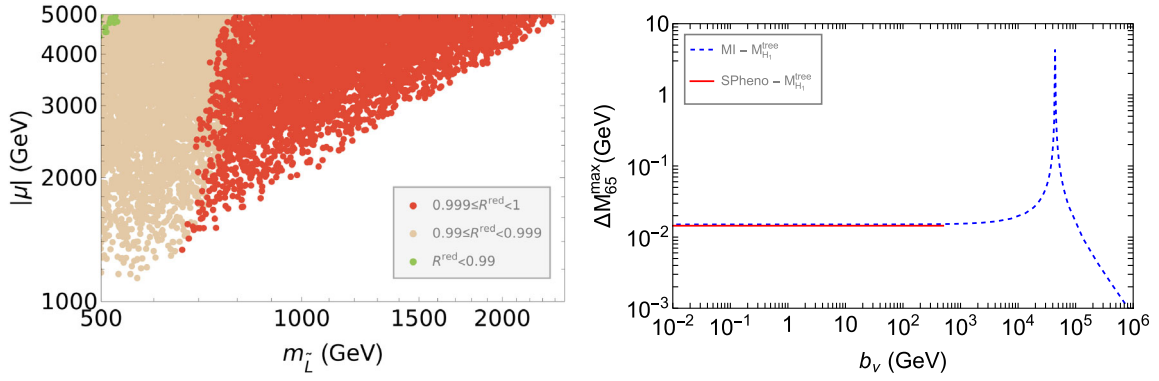 5000
4000
3000
2000
1000
|μ| (GeV)
500
1000
1500
2000
m_L̃ (GeV)
0.999≤R^red<1
0.99≤R^red<0.999
R^red<0.99
10
1
10^−1
10^−2
10^−3
ΔM_65^max (GeV)
MI − M_H₁^tree
SPheno − M_H₁^tree
10^−2
10^−1
1
10
10^2
10^3
10^4
10^5
10^6
b_ν (GeV)